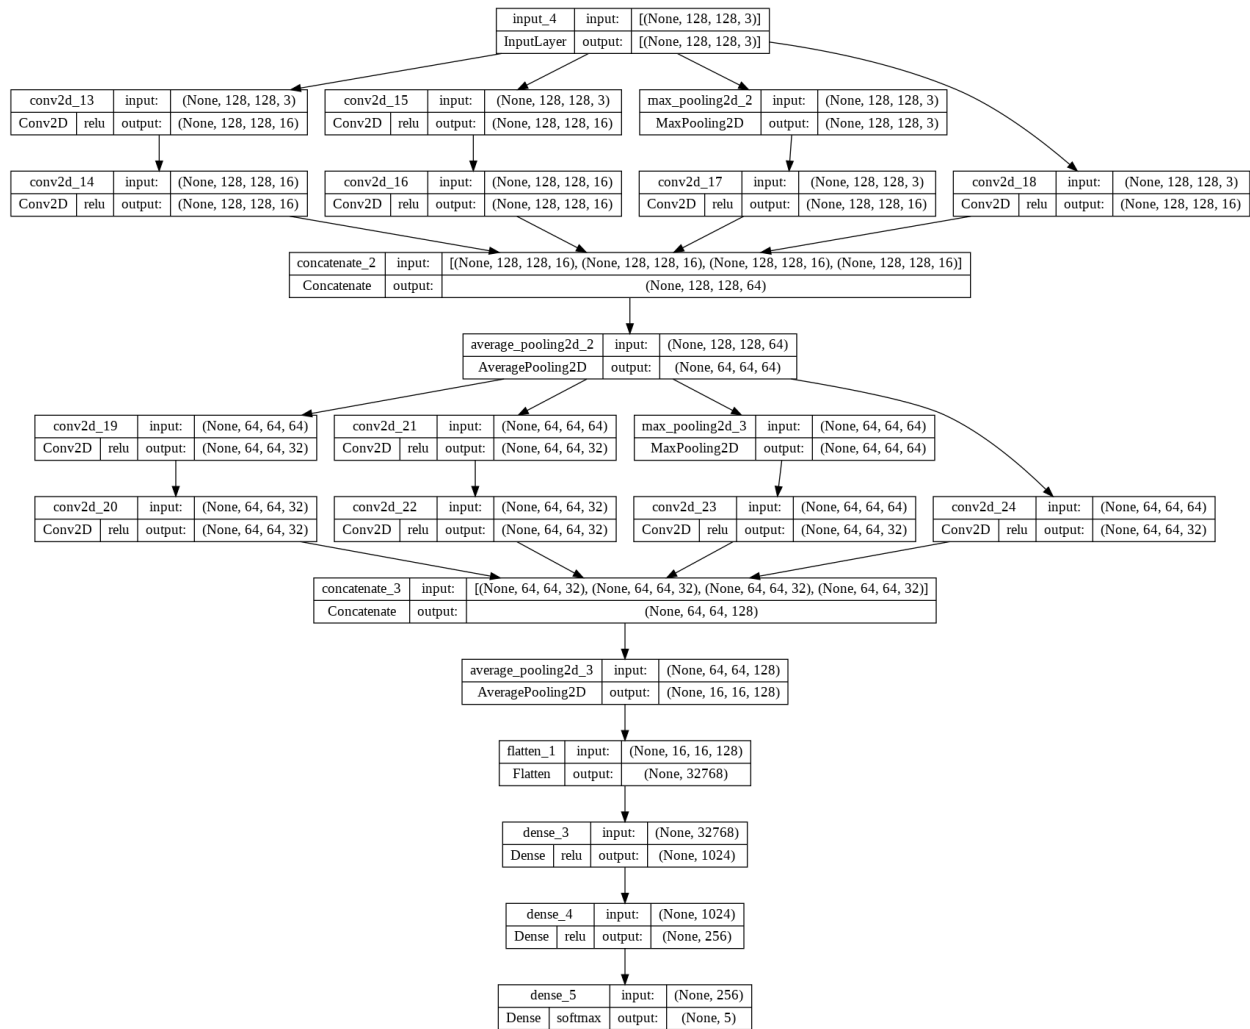 input_4 input: [(None, 128, 128, 3)]
InputLayer output: [(None, 128, 128, 3)]
conv2d_13 input: (None, 128, 128, 3)
Conv2D relu output: (None, 128, 128, 16)
conv2d_15 input: (None, 128, 128, 3)
Conv2D relu output: (None, 128, 128, 16)
max_pooling2d_2 input: (None, 128, 128, 3)
MaxPooling2D output: (None, 128, 128, 3)
conv2d_14 input: (None, 128, 128, 16)
Conv2D relu output: (None, 128, 128, 16)
conv2d_16 input: (None, 128, 128, 16)
Conv2D relu output: (None, 128, 128, 16)
conv2d_17 input: (None, 128, 128, 3)
Conv2D relu output: (None, 128, 128, 16)
conv2d_18 input: (None, 128, 128, 3)
Conv2D relu output: (None, 128, 128, 16)
concatenate_2 input: [(None, 128, 128, 16), (None, 128, 128, 16), (None, 128, 128, 16), (None, 128, 128, 16)]
Concatenate output: (None, 128, 128, 64)
average_pooling2d_2 input: (None, 128, 128, 64)
AveragePooling2D output: (None, 64, 64, 64)
conv2d_19 input: (None, 64, 64, 64)
Conv2D relu output: (None, 64, 64, 32)
conv2d_21 input: (None, 64, 64, 64)
Conv2D relu output: (None, 64, 64, 32)
max_pooling2d_3 input: (None, 64, 64, 64)
MaxPooling2D output: (None, 64, 64, 64)
conv2d_20 input: (None, 64, 64, 32)
Conv2D relu output: (None, 64, 64, 32)
conv2d_22 input: (None, 64, 64, 32)
Conv2D relu output: (None, 64, 64, 32)
conv2d_23 input: (None, 64, 64, 64)
Conv2D relu output: (None, 64, 64, 32)
conv2d_24 input: (None, 64, 64, 64)
Conv2D relu output: (None, 64, 64, 32)
concatenate_3 input: [(None, 64, 64, 32), (None, 64, 64, 32), (None, 64, 64, 32), (None, 64, 64, 32)]
Concatenate output: (None, 64, 64, 128)
average_pooling2d_3 input: (None, 64, 64, 128)
AveragePooling2D output: (None, 16, 16, 128)
flatten_1 input: (None, 16, 16, 128)
Flatten output: (None, 32768)
dense_3 input: (None, 32768)
Dense relu output: (None, 1024)
dense_4 input: (None, 1024)
Dense relu output: (None, 256)
dense_5 input: (None, 256)
Dense softmax output: (None, 5)